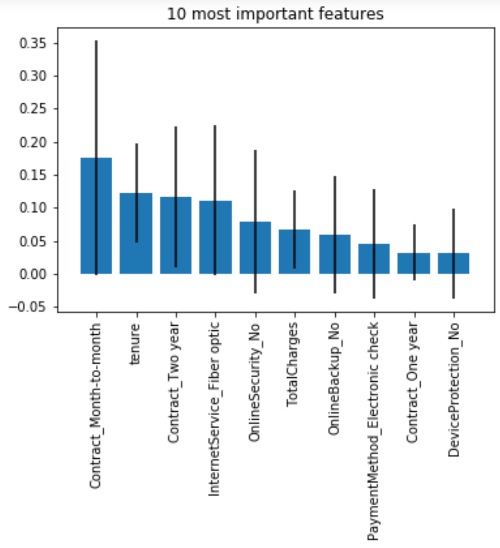 10 most important features
0.35
0.30
0.25
0.20
0.15
0.10
0.05
0.00
−0.05
Contract_Month-to-month
tenure
Contract_Two year
InternetService_Fiber optic
OnlineSecurity_No
TotalCharges
OnlineBackup_No
PaymentMethod_Electronic check
Contract_One year
DeviceProtection_No